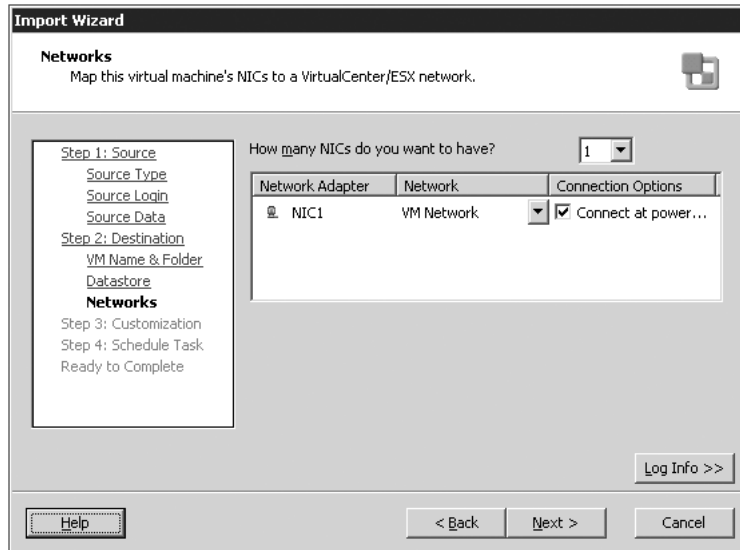 Import Wizard
Networks
Map this virtual machine's NICs to a VirtualCenter/ESX network.
Step 1: Source
Source Type
Source Login
Source Data
Step 2: Destination
VM Name & Folder
Datastore
Networks
Step 3: Customization
Step 4: Schedule Task
Ready to Complete
How many NICs do you want to have? 1
Network Adapter Network Connection Options
NIC1 VM Network Connect at power...
Log Info >>
Help < Back Next > Cancel